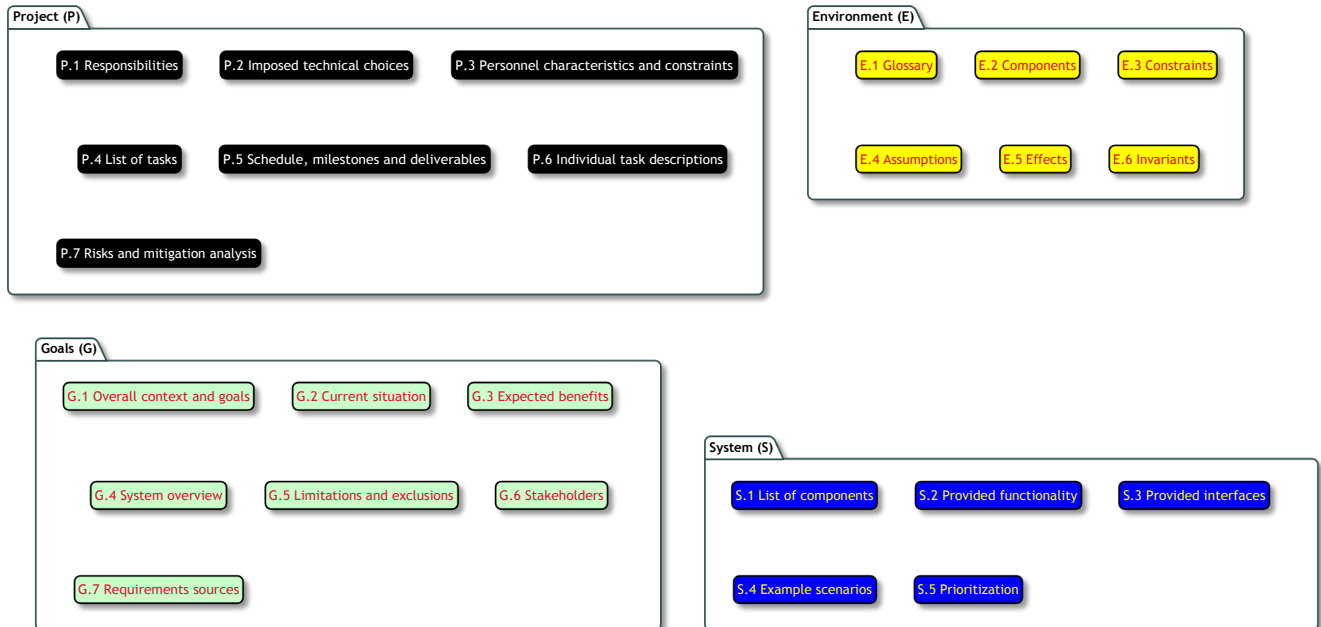 Project (P)
P.1 Responsibilities
P.2 Imposed technical choices
P.3 Personnel characteristics and constraints
P.4 List of tasks
P.5 Schedule, milestones and deliverables
P.6 Individual task descriptions
P.7 Risks and mitigation analysis
Environment (E)
E.1 Glossary
E.2 Components
E.3 Constraints
E.4 Assumptions
E.5 Effects
E.6 Invariants
Goals (G)
G.1 Overall context and goals
G.2 Current situation
G.3 Expected benefits
G.4 System overview
G.5 Limitations and exclusions
G.6 Stakeholders
G.7 Requirements sources
System (S)
S.1 List of components
S.2 Provided functionality
S.3 Provided interfaces
S.4 Example scenarios
S.5 Prioritization